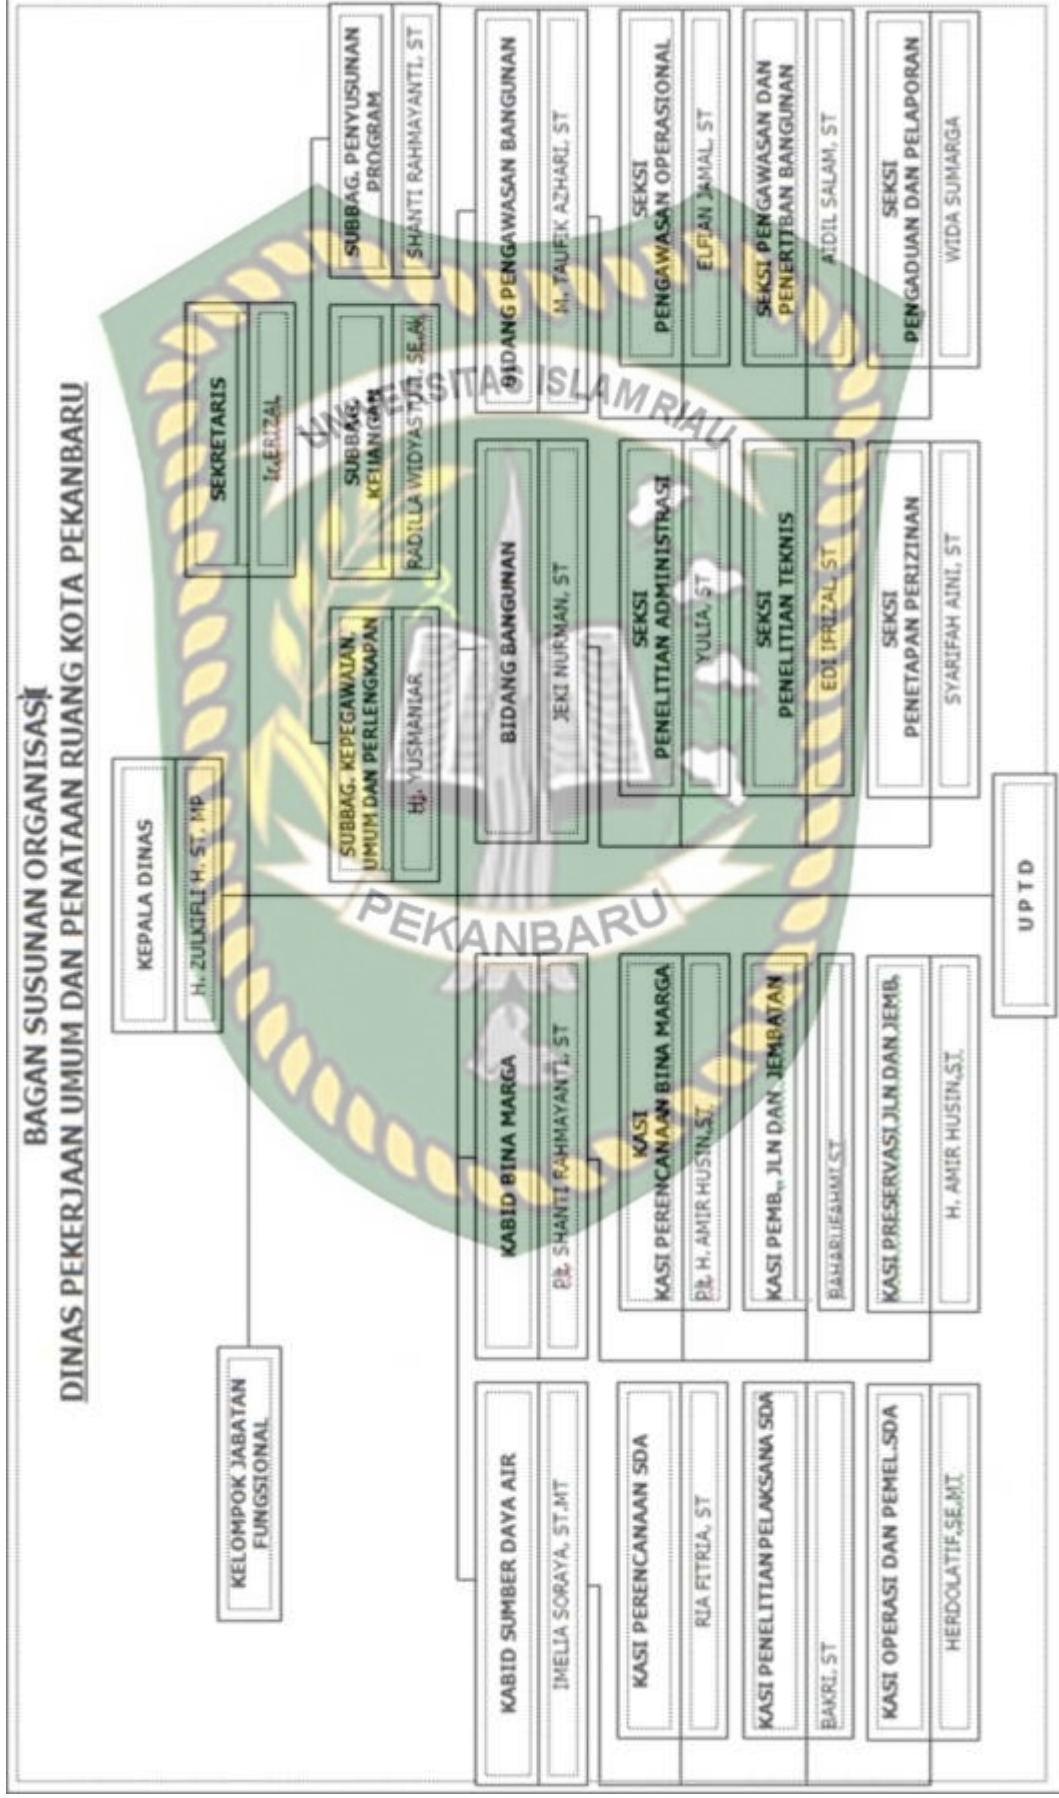 BAGAN SUSUNAN ORGANISASI
DINAS PEKERJAAN UMUM DAN PENATAAN RUANG KOTA PEKANBARU
KEPALA DINAS
H. ZULKIFLI H. ST. MP
KELOMPOK JABATAN
FUNGSIONAL
SEKRETARIS
Ir.ERIZAL
SUBBAG. KEPEGAWAIAN,
UMUM DAN PERLENGKAPAN
Hj. YUSMANIAR
SUBBAG.
KEUANGAN
RADILLA WIDYASTUTI, SE.AK
SUBBAG. PENYUSUNAN
PROGRAM
SHANTI RAHMAYANTI, ST
KABID SUMBER DAYA AIR
IMELIA SORAYA, ST.MT
KASI PERENCANAAN SDA
RIA FITRIA, ST
KASI PENELITIAN PELAKSANA SDA
BAKRI, ST
KASI OPERASI DAN PEMEL.SDA
HERDOLATIF,SE,MT
KABID BINA MARGA
Plt. SHANTI RAHMAYANTI, ST
KASI
KASI PERENCANAAN BINA MARGA
Plt. H. AMIR HUSIN,ST.
KASI PEMB,, JLN DAN. JEMBATAN
KASI PRESERVASI JLN DAN JEMB.
H. AMIR HUSIN,ST.
BIDANG BANGUNAN
JEKI NURMAN, ST
SEKSI
PENELITIAN ADMINISTRASI
YULIA, ST
SEKSI
PENELITIAN TEKNIS
EDI IFRIZAL, ST
SEKSI
PENETAPAN PERIZINAN
SYARIFAH AINI, ST
BIDANG PENGAWASAN BANGUNAN
M. TAUFIK AZHARI, ST
SEKSI
PENGAWASAN OPERASIONAL
ELFIAN JAMAL, ST
SEKSI PENGAWASAN DAN
PENERTIBAN BANGUNAN
AIDIL SALAM, ST
SEKSI
PENGADUAN DAN PELAPORAN
WIDA SUMARGA
U P T D
UNIVERSITAS ISLAM RIAU
PEKANBARU